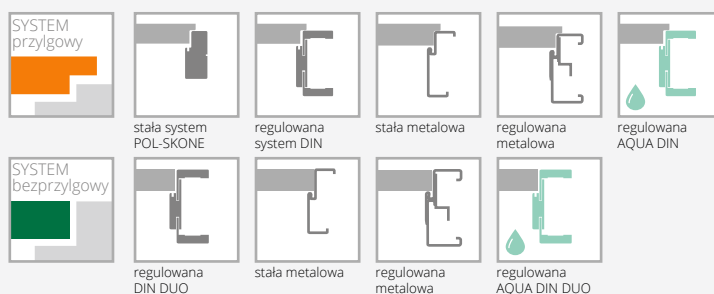 SYSTEM
przylgowy
stała system
POL-SKONE
regulowana
system DIN
stała metalowa
regulowana
metalowa
regulowana
AQUA DIN
SYSTEM
bezprzylgowy
regulowana
DIN DUO
stała metalowa
regulowana
metalowa
regulowana
AQUA DIN DUO